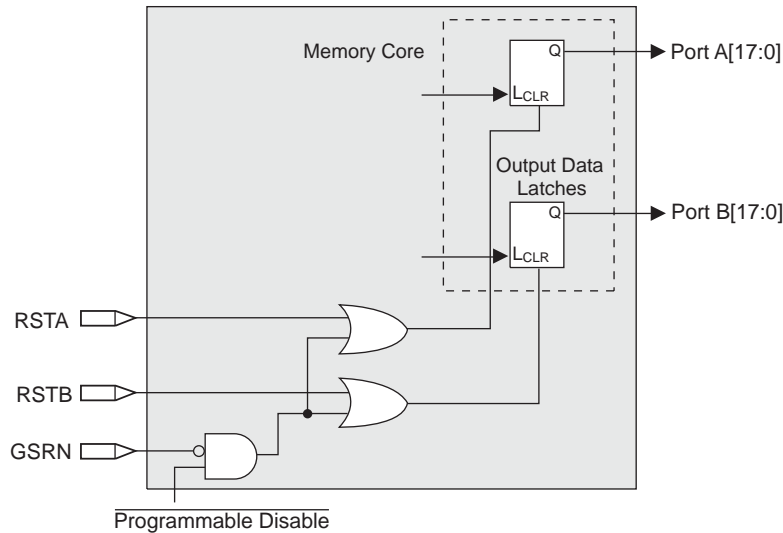 Memory Core
Q
Port A[17:0]
LCLR
Output Data
Latches
Q
Port B[17:0]
LCLR
RSTA
RSTB
GSRN
Programmable Disable